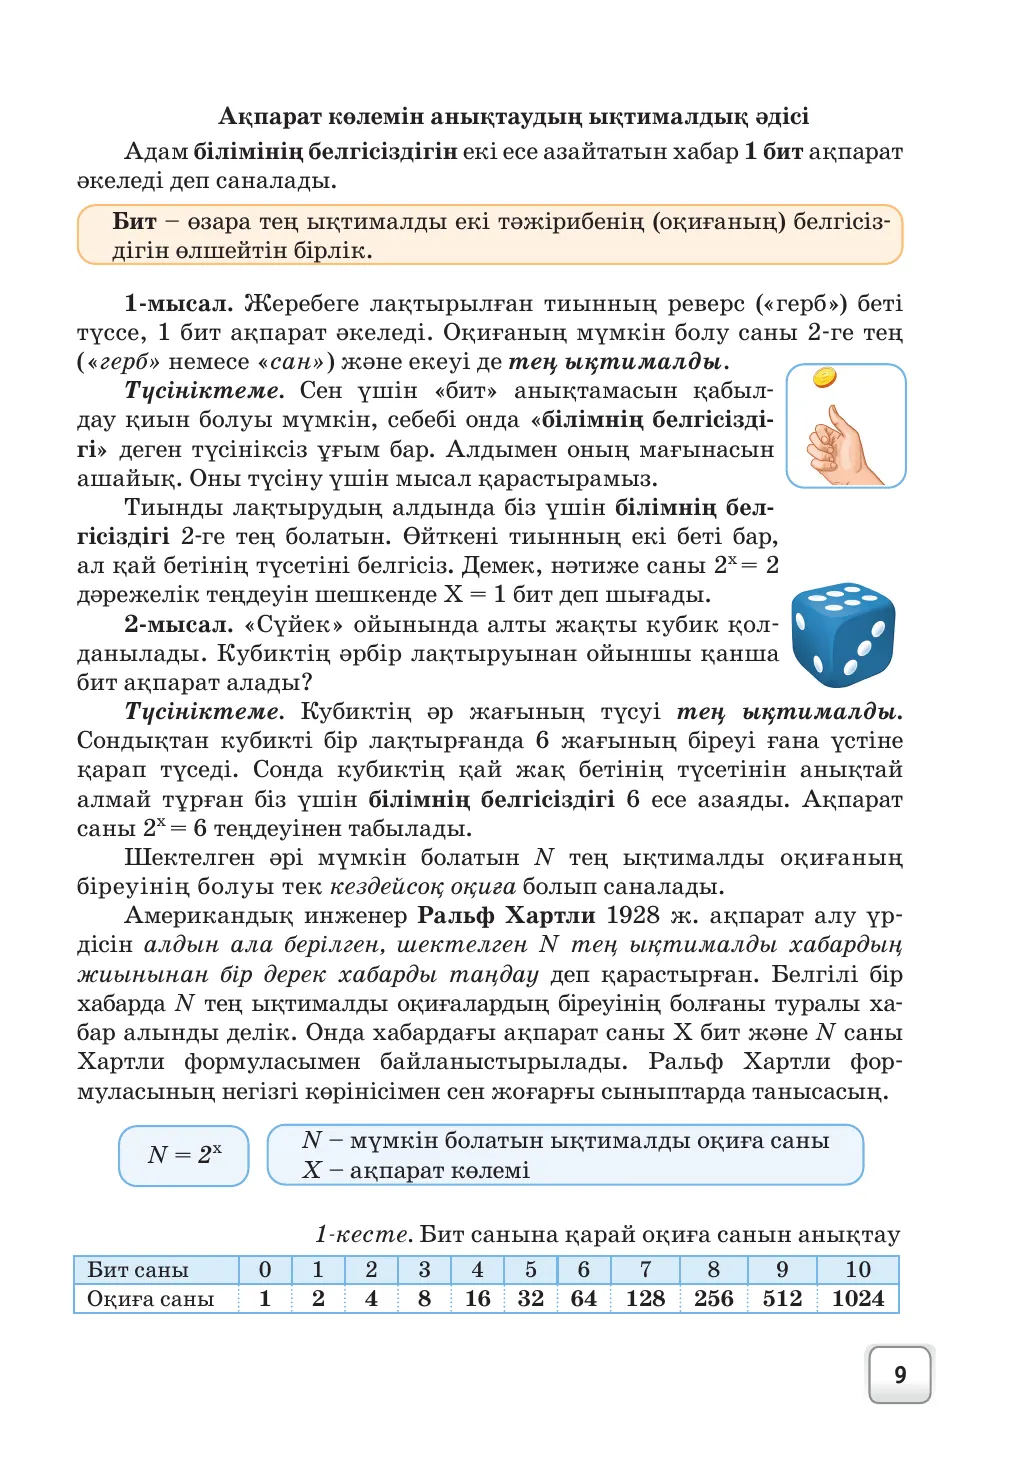 Ақпарат көлемін анықтаудың ықтималдық әдісі
Адам білімінің белгісіздігін екі есе азайтатын хабар 1 бит ақпарат
әкеледі деп саналады.
Бит – өзара тең ықтималды екі тәжірибенің (оқиғаның) белгісіз-
дігін өлшейтін бірлік.
1-мысал. Жеребеге лақтырылған тиынның реверс («герб») беті
түссе, 1 бит ақпарат әкеледі. Оқиғаның мүмкін болу саны 2-ге тең
(«герб» немесе «сан») және екеуі де тең ықтималды.
Түсініктеме. Сен үшін «бит» анықтамасын қабыл-
дау қиын болуы мүмкін, себебі онда «білімнің белгісізді-
гі» деген түсініксіз ұғым бар. Алдымен оның мағынасын
ашайық. Оны түсіну үшін мысал қарастырамыз.
Тиынды лақтырудың алдында біз үшін білімнің бел-
гісіздігі 2-ге тең болатын. Өйткені тиынның екі беті бар,
ал қай бетінің түсетіні белгісіз. Демек, нәтиже саны 2ˣ = 2
дәрежелік теңдеуін шешкенде X = 1 бит деп шығады.
2-мысал. «Сүйек» ойынында алты жақты кубик қол-
данылады. Кубиктің әрбір лақтыруынан ойыншы қанша
бит ақпарат алады?
Түсініктеме. Кубиктің әр жағының түсуі тең ықтималды.
Сондықтан кубикті бір лақтырғанда 6 жағының біреуі ғана үстіне
қарап түседі. Сонда кубиктің қай жақ бетінің түсетінін анықтай
алмай тұрған біз үшін білімнің белгісіздігі 6 есе азаяды. Ақпарат
саны 2ˣ = 6 теңдеуінен табылады.
Шектелген әрі мүмкін болатын N тең ықтималды оқиғаның
біреуінің болуы тек кездейсоқ оқиға болып саналады.
Американдық инженер Ральф Хартли 1928 ж. ақпарат алу үр-
дісін алдын ала берілген, шектелген N тең ықтималды хабардың
жиынынан бір дерек хабарды таңдау деп қарастырған. Белгілі бір
хабарда N тең ықтималды оқиғалардың біреуінің болғаны туралы ха-
бар алынды делік. Онда хабардағы ақпарат саны X бит және N саны
Хартли формуласымен байланыстырылады. Ральф Хартли фор-
муласының негізгі көрінісімен сен жоғарғы сыныптарда танысасың.
N = 2ˣ
N – мүмкін болатын ықтималды оқиға саны
X – ақпарат көлемі
1-кесте. Бит санына қарай оқиға санын анықтау
Бит саны 0 1 2 3 4 5 6 7 8 9 10
Оқиға саны 1 2 4 8 16 32 64 128 256 512 1024
9